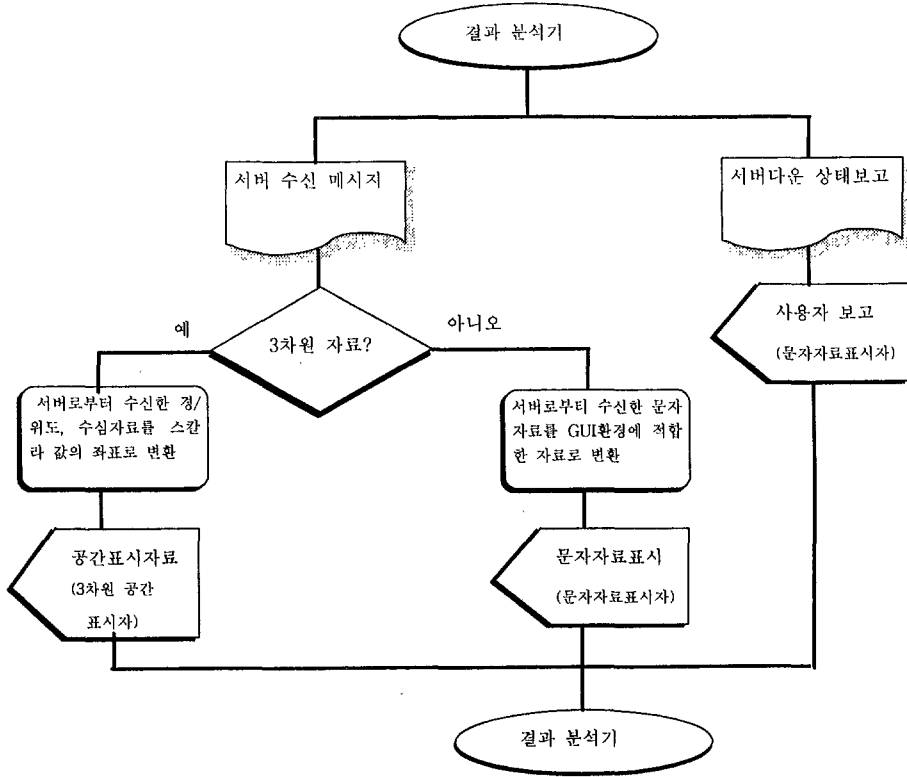 결과 분석기
서버 수신 메시지
서버다운 상태보고
사용자 보고
(문자자료표시자)
예
3차원 자료?
아니오
서버로부터 수신한 경/
위도, 수심자료를 스칼
라 값의 좌표로 변환
서버로부터 수신한 문자
자료를 GUI환경에 적합
한 자료로 변환
공간표시자료
(3차원 공간
표시자)
문자자료표시
(문자자료표시자)
결과 분석기